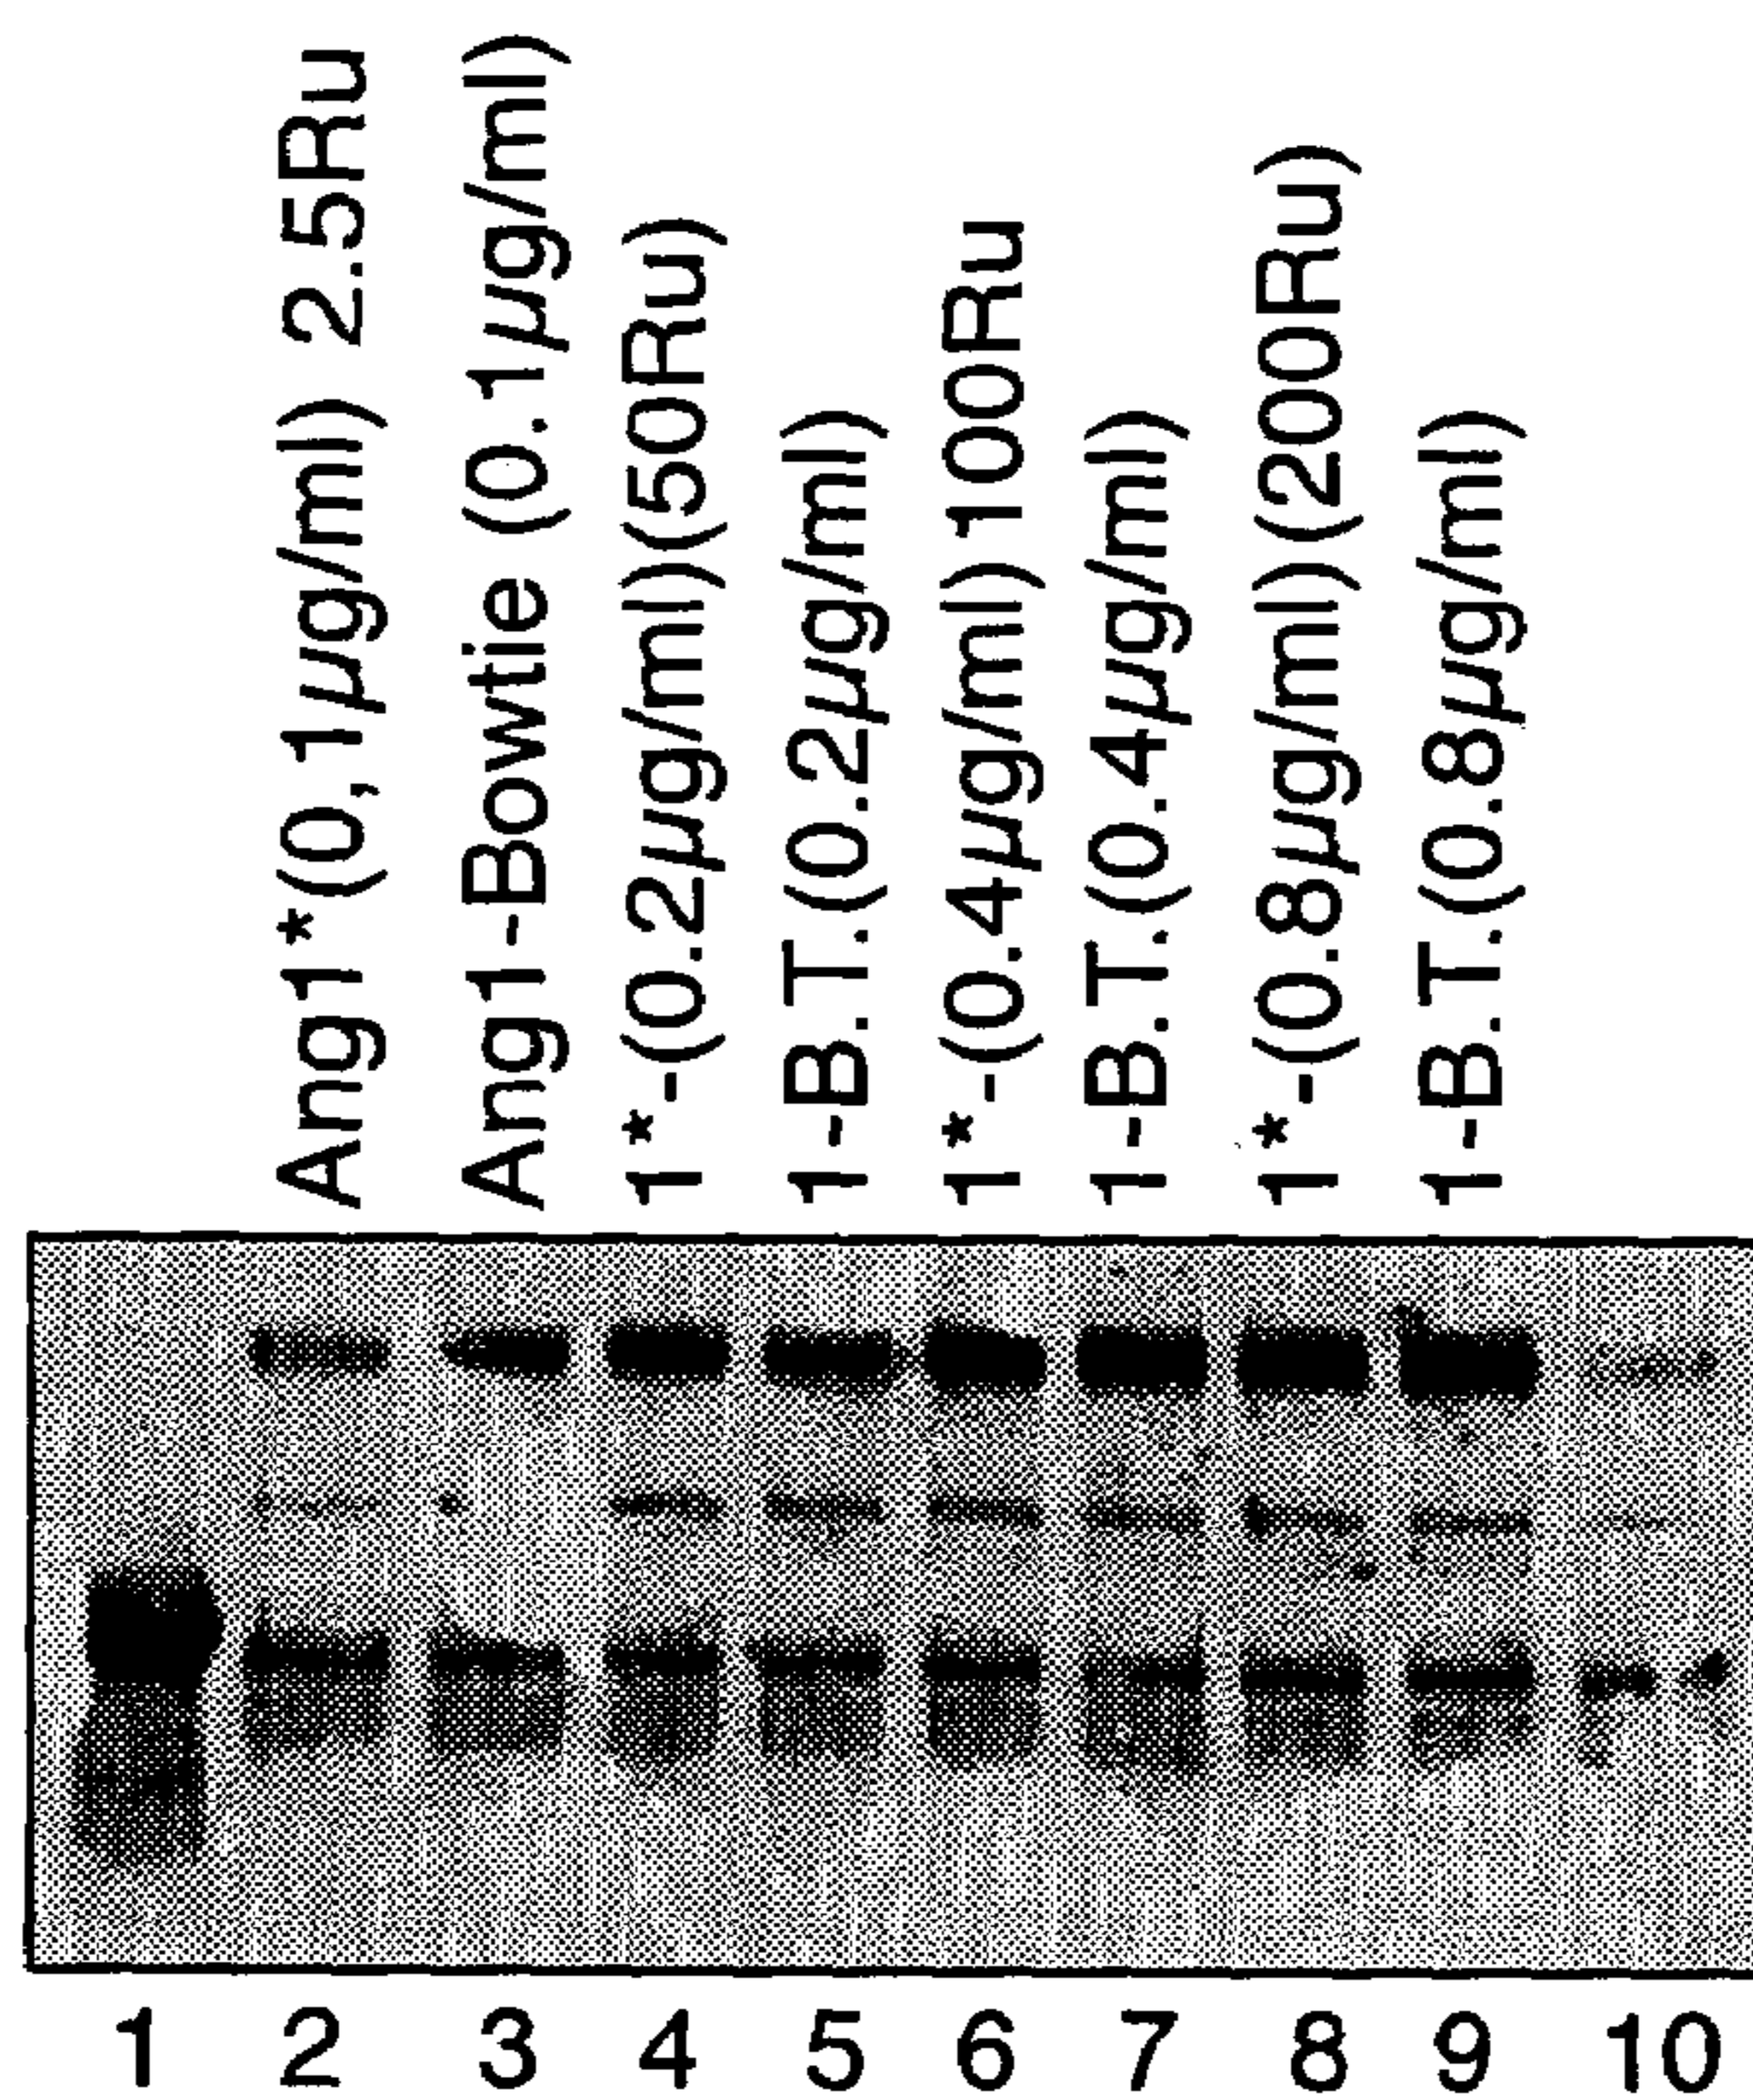 Ang1*(0,1µg/ml) 2.5Ru
Ang1-Bowtie (0.1µg/ml)
1*-(0.2µg/ml)(50Ru)
1-B.T.(0.2µg/ml)
1*-(0.4µg/ml)100Ru
1-B.T.(0.4µg/ml)
1*-(0.8µg/ml)(200Ru)
1-B.T.(0.8µg/ml)
1 2 3 4 5 6 7 8 9 10